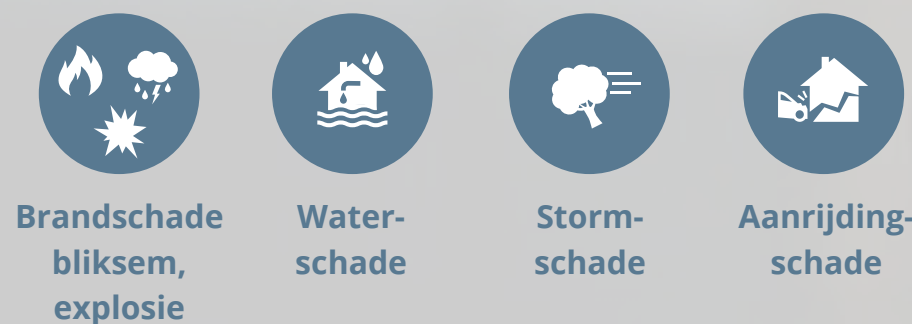 Brandschade
bliksem,
explosie
Water-
schade
Storm-
schade
Aanrijding-
schade